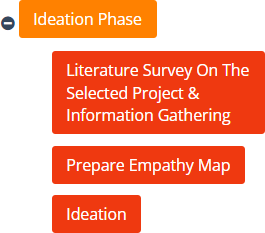 Ideation Phase
Literature Survey On The
Selected Project &
Information Gathering
Prepare Empathy Map
Ideation